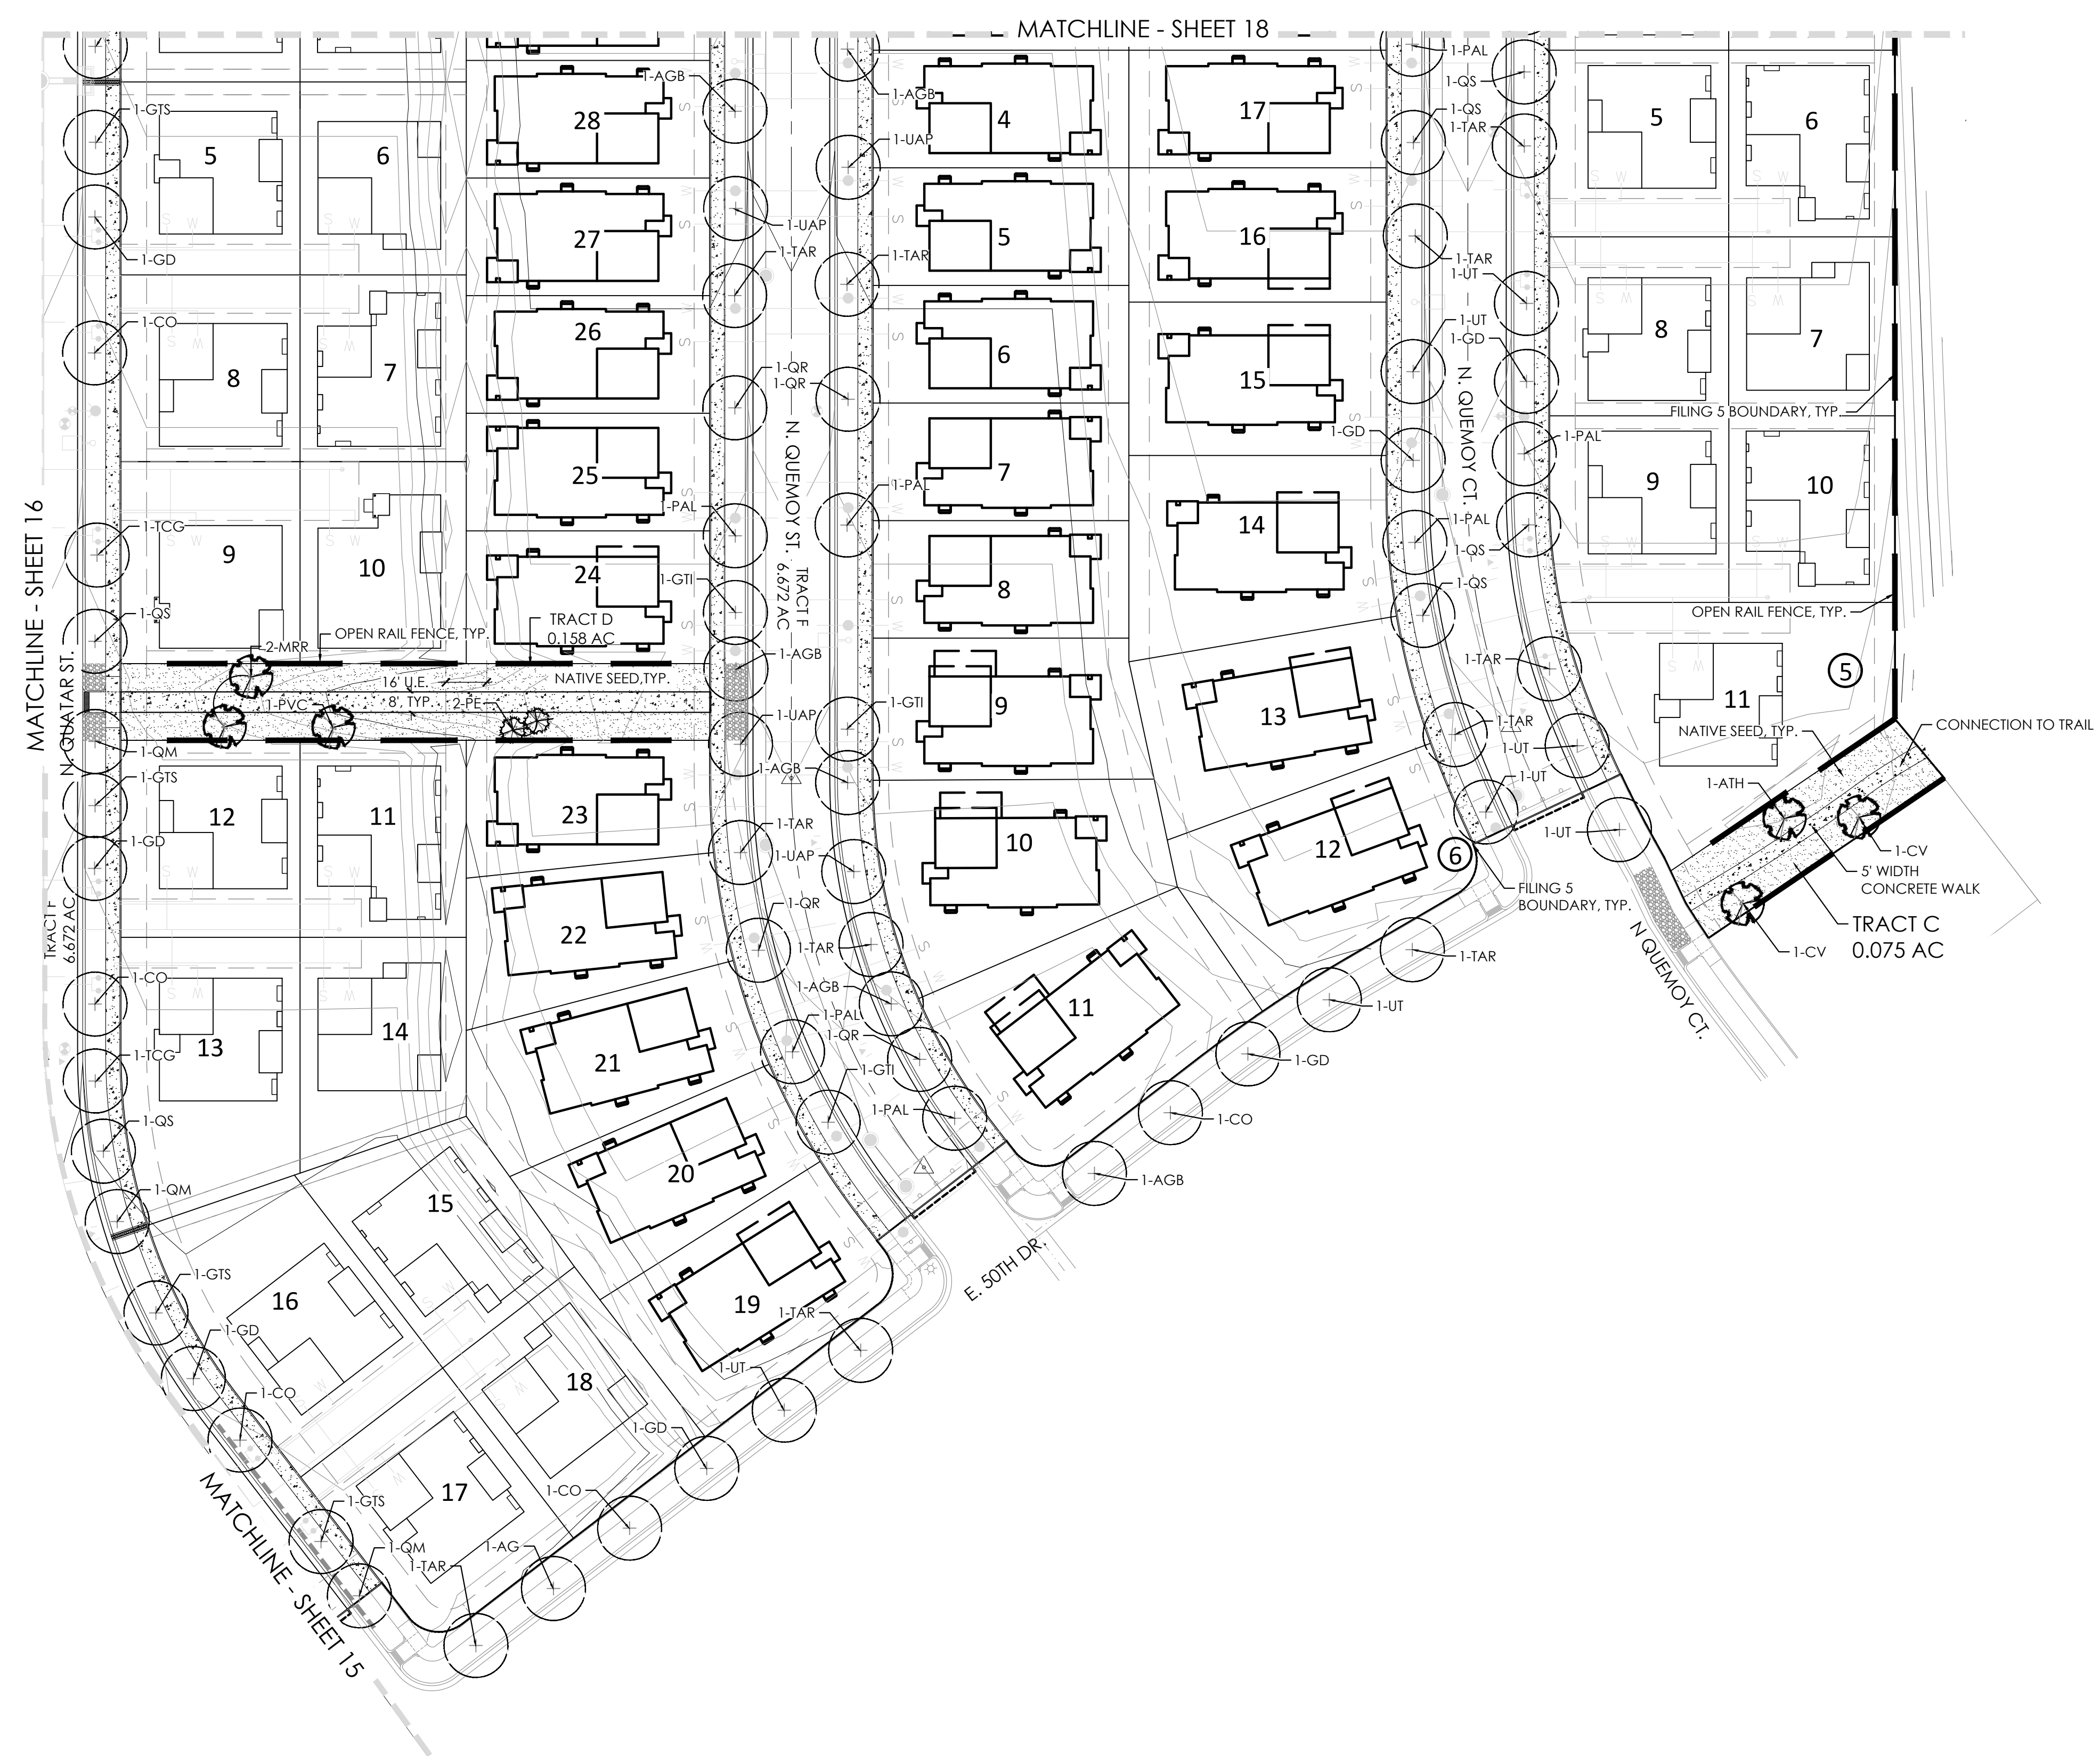 MATCHLINE - SHEET 18
MATCHLINE - SHEET 16
N. QUATAR ST.
TRACT F
6.672 AC
MATCHLINE - SHEET 15
1-GTS
1-GD
1-CO
1-TCG
1-QS
1-QM
1-GTS
1-GD
1-CO
1-TCG
1-QS
1-QM
1-GTS
1-GD
1-CO
1-GTS
1-QM
1-TAR
1-AG
1-CO
1-GD
1-UT
1-TAR
5
6
8
7
9
10
12
11
13
14
15
16
17
18
2-MRR
OPEN RAIL FENCE, TYP.
TRACT D
0.158 AC
16' U.E.
8', TYP.
NATIVE SEED,TYP.
1-PVC
2-PE
28
27
26
25
24
23
22
21
20
19
1-AGB
1-UAP
1-TAR
1-QR
1-PAL
1-GTI
1-AGB
1-UAP
1-TAR
1-QR
1-PAL
1-GTI
N. QUEMOY ST.
TRACT F
6.672 AC
1-AGB
1-UAP
1-TAR
1-QR
1-PAL
1-GTI
1-AGB
1-UAP
1-TAR
1-AGB
1-QR
1-PAL
4
5
6
7
8
9
10
11
17
16
15
14
13
12
6
E. 50TH DR.
1-AGB
1-CO
1-GD
1-UT
1-TAR
1-PAL
1-QS
1-TAR
1-UT
1-GD
1-PAL
1-QS
1-TAR
1-UT
N. QUEMOY CT.
1-QS
1-TAR
1-UT
1-GD
1-PAL
1-QS
1-TAR
1-UT
1-UT
FILING 5
BOUNDARY, TYP.
N QUEMOY CT.
5
6
8
7
9
10
11
5
FILING 5 BOUNDARY, TYP.
OPEN RAIL FENCE, TYP.
NATIVE SEED, TYP.
CONNECTION TO TRAIL
1-ATH
1-CV
5' WIDTH
CONCRETE WALK
TRACT C
0.075 AC
1-CV